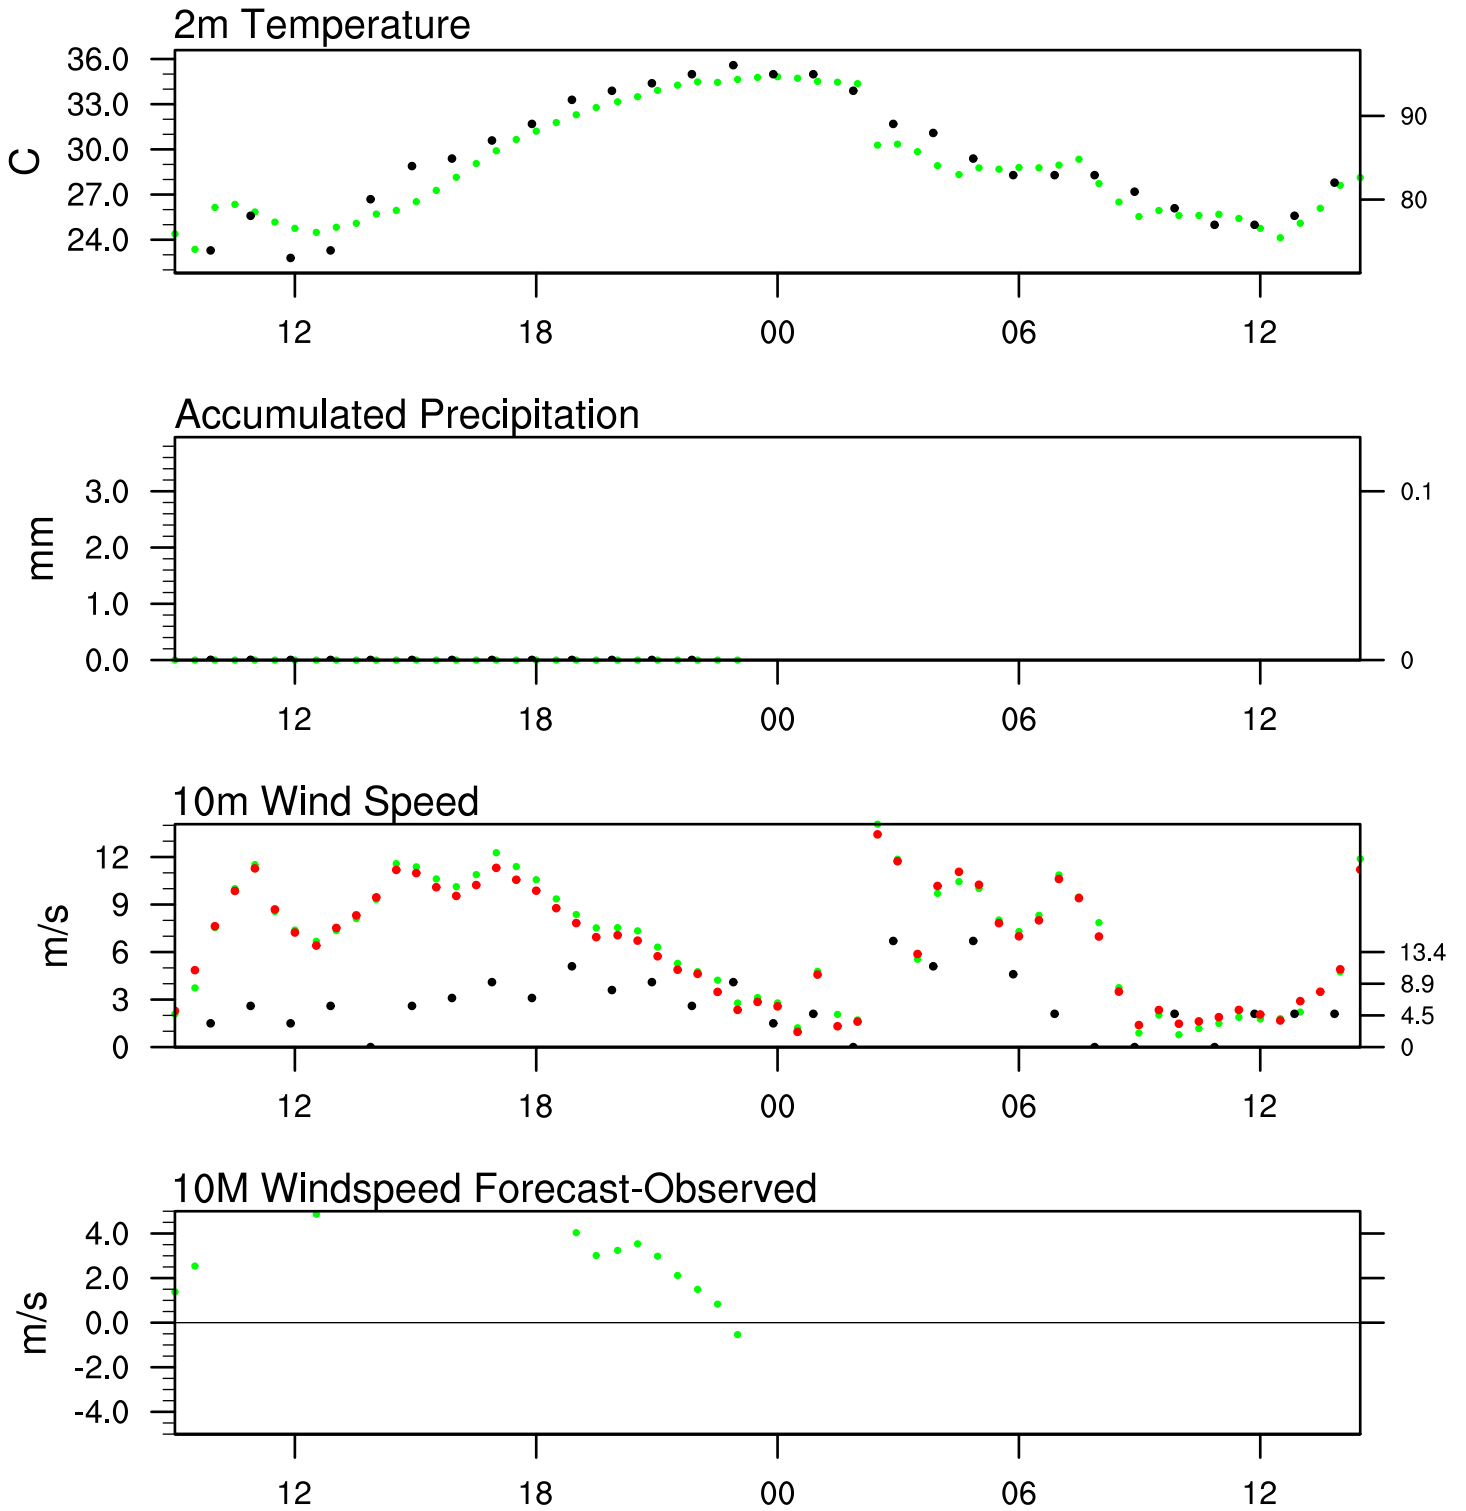 2m Temperature
36.0
33.0
90
C
30.0
27.0
80
24.0
12 18 00 06 12
Accumulated Precipitation
3.0 0.1
mm
2.0
1.0
0.0 0
12 18 00 06 12
10m Wind Speed
12
9
m/s
6 13.4
8.9
3 4.5
0 0
12 18 00 06 12
10M Windspeed Forecast-Observed
4.0
2.0
m/s
0.0
-2.0
-4.0
12 18 00 06 12